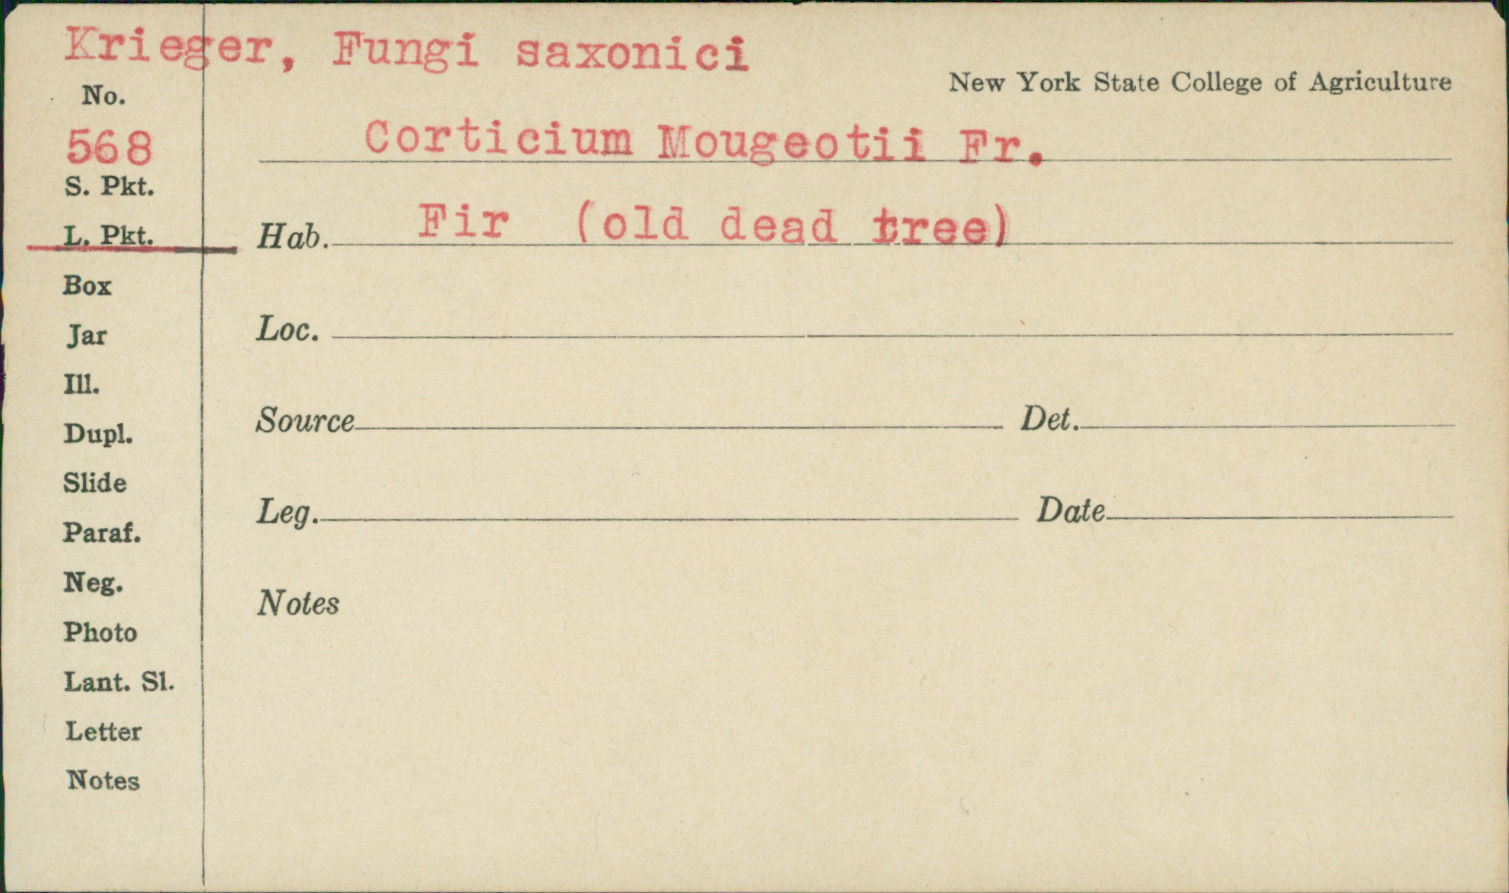 Krieger, Fungi saxonici
New York State College of Agriculture
No.
568
Corticium Mougeotii Fr.
S. Pkt.
L. Pkt.
Hab. Fir (old dead tree)
Box
Loc.
Jar
Ill.
Source Det.
Dupl.
Slide
Leg. Date
Paraf.
Neg.
Notes
Photo
Lant. Sl.
Letter
Notes